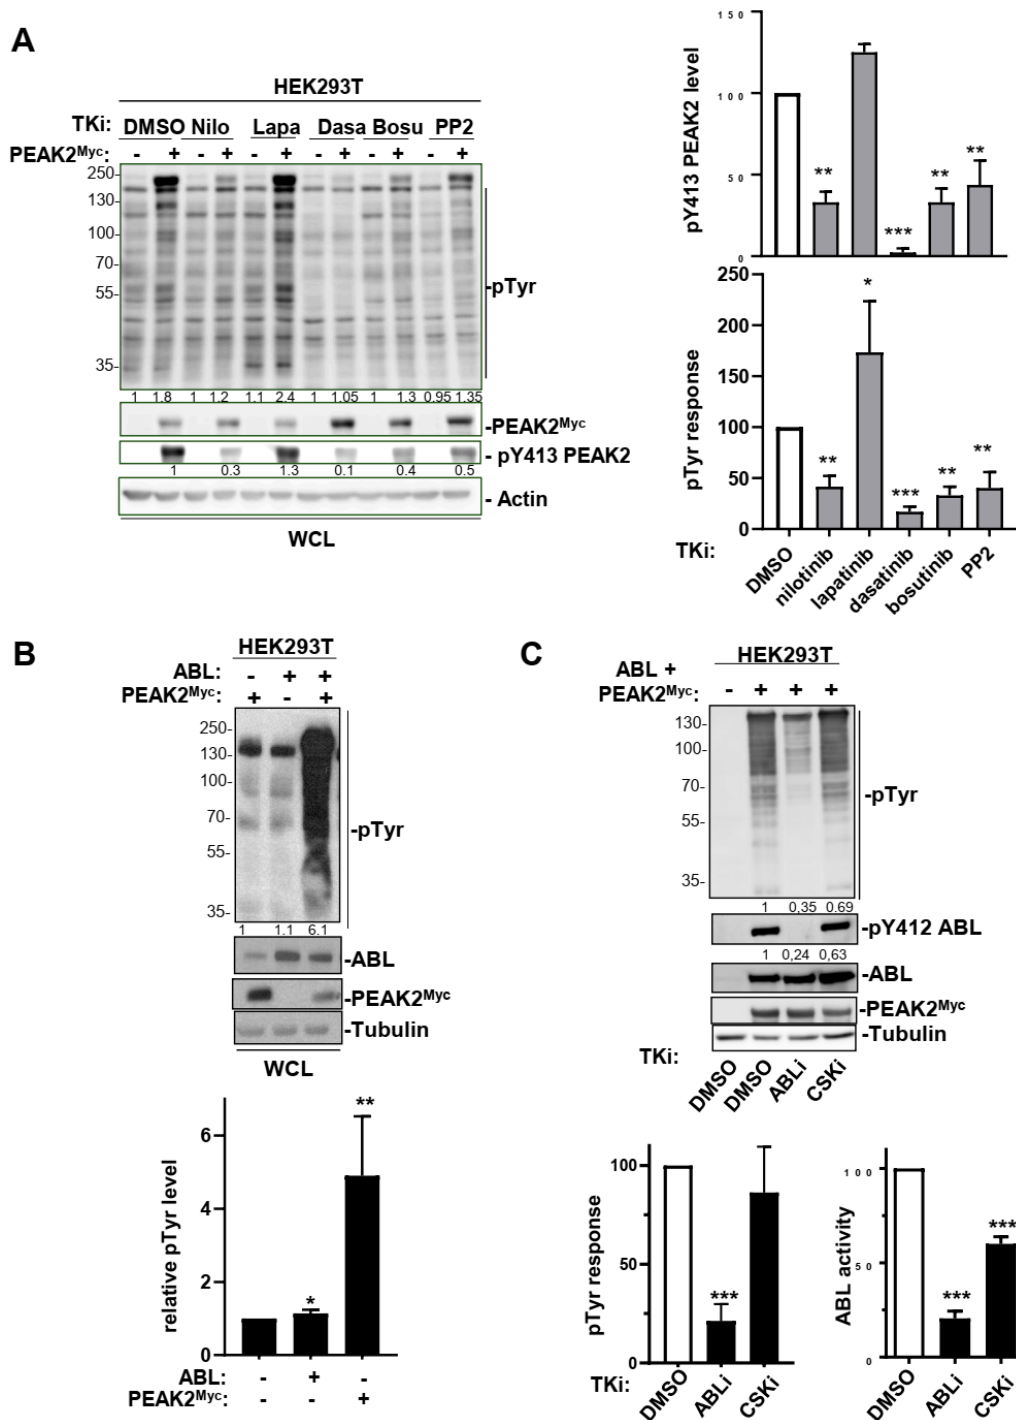 A
HEK293T
TKi: DMSO Nilo Lapa Dasa Bosu PP2
PEAK2Myc: - + - + - + - + - + - +
250
130
100
70
55
35
-pTyr
1 1.8 1 1.2 1.1 2.4 1 1.05 1 1.3 0.95 1.35
-PEAK2Myc
- pY413 PEAK2
1 0.3 1.3 0.1 0.4 0.5
- Actin
WCL
pY413 PEAK2 level
150
100
50
0
** *** ** **
pTyr response
250
200
150
100
50
0
** * *** ** **
TKi: DMSO nilotinib lapatinib dasatinib bosutinib PP2
B
HEK293T
ABL: - + +
PEAK2Myc: + - +
250-
130-
100-
70-
55-
35-
-pTyr
1 1.1 6.1
-ABL
-PEAK2Myc
-Tubulin
WCL
relative pTyr level
6
4
2
0
* **
ABL: - + -
PEAK2Myc: - - +
C
HEK293T
ABL +
PEAK2Myc: - + + +
130-
100-
70-
55-
35-
-pTyr
1 0,35 0.69
-pY412 ABL
1 0,24 0,63
-ABL
-PEAK2Myc
-Tubulin
TKi: DMSO DMSO ABLi CSKi
pTyr response
100
50
0
***
TKi: DMSO ABLi CSKi
ABL activity
100
50
0
*** ***
DMSO ABLi CSKi